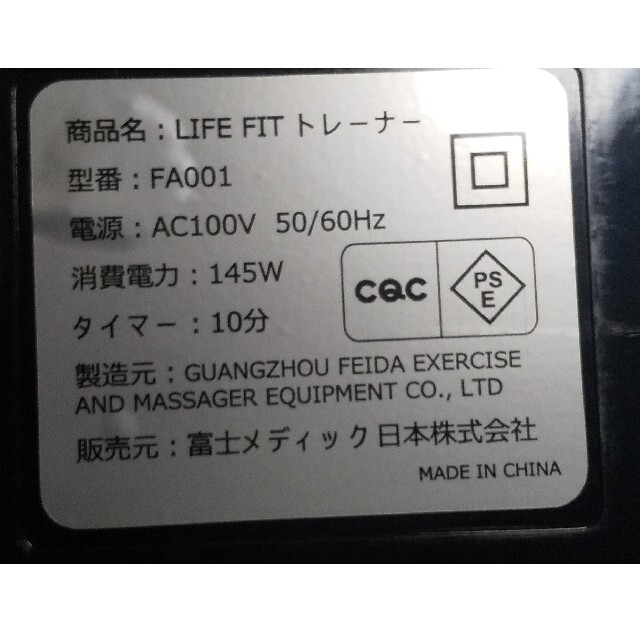 商品名：LIFE FIT トレーナー
型番：FA001
電源：AC100V 50/60Hz
消費電力：145W
タイマー：10分
CQC
PS
E
製造元：GUANGZHOU FEIDA EXERCISE
AND MASSAGER EQUIPMENT CO., LTD
販売元：富士メディック日本株式会社
MADE IN CHINA